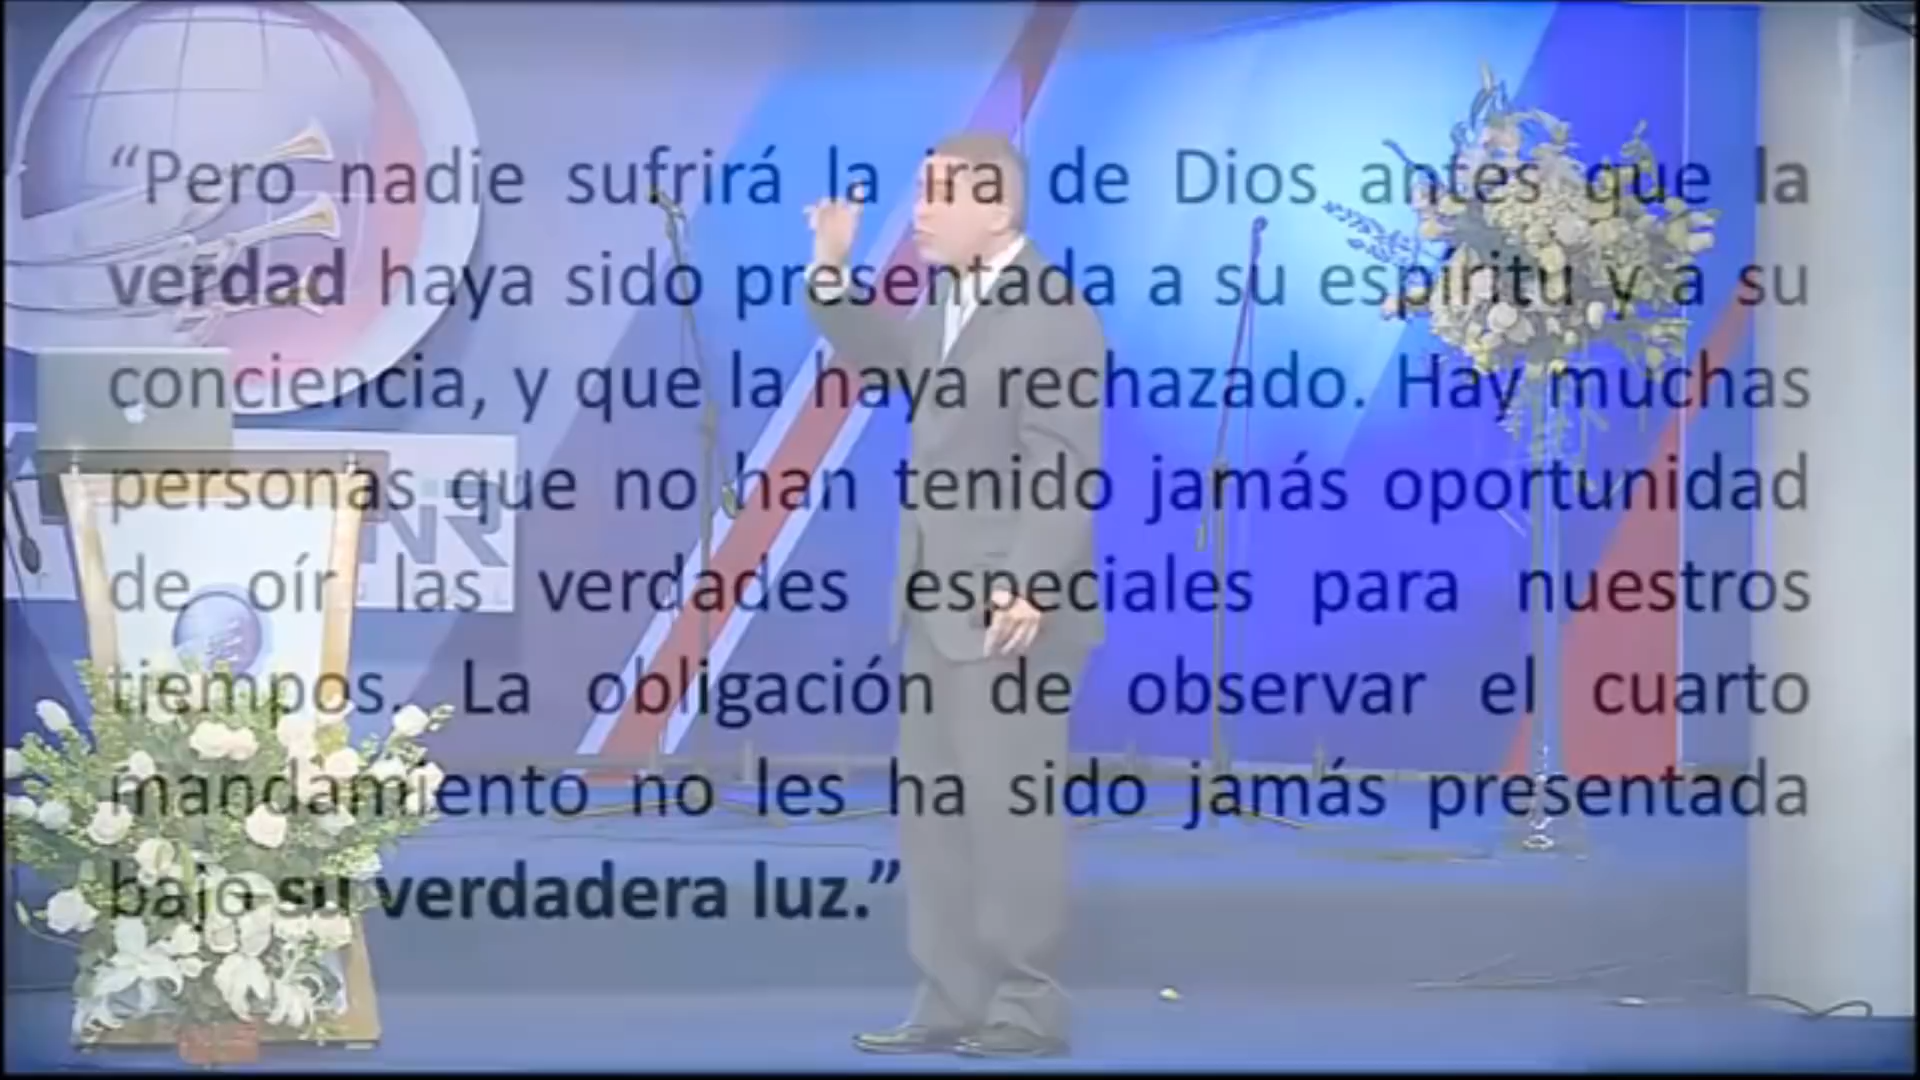 “Pero nadie sufrirá la ira de Dios antes que la
verdad haya sido presentada a su espíritu y a su
conciencia, y que la haya rechazado. Hay muchas
personas que no han tenido jamás oportunidad
de oír las verdades especiales para nuestros
tiempos. La obligación de observar el cuarto
mandamiento no les ha sido jamás presentada
bajo su verdadera luz.”